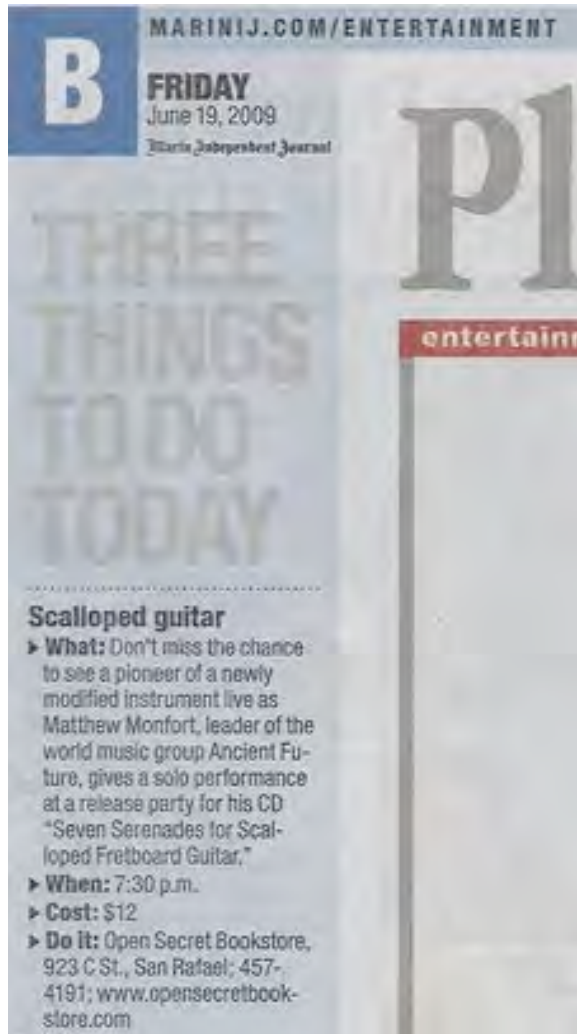 B
MARINIJ.COM/ENTERTAINMENT
FRIDAY
June 19, 2009
Marin Independent Journal
Pl
entertainm
THREE
THINGS
TO DO
TODAY
Scalloped guitar
▸ What: Don't miss the chance
to see a pioneer of a newly
modified instrument live as
Matthew Monfort, leader of the
world music group Ancient Fu-
ture, gives a solo performance
at a release party for his CD
"Seven Serenades for Scal-
loped Fretboard Guitar."
▸ When: 7:30 p.m.
▸ Cost: $12
▸ Do it: Open Secret Bookstore,
923 C St., San Rafael; 457-
4191; www.opensecretbook-
store.com